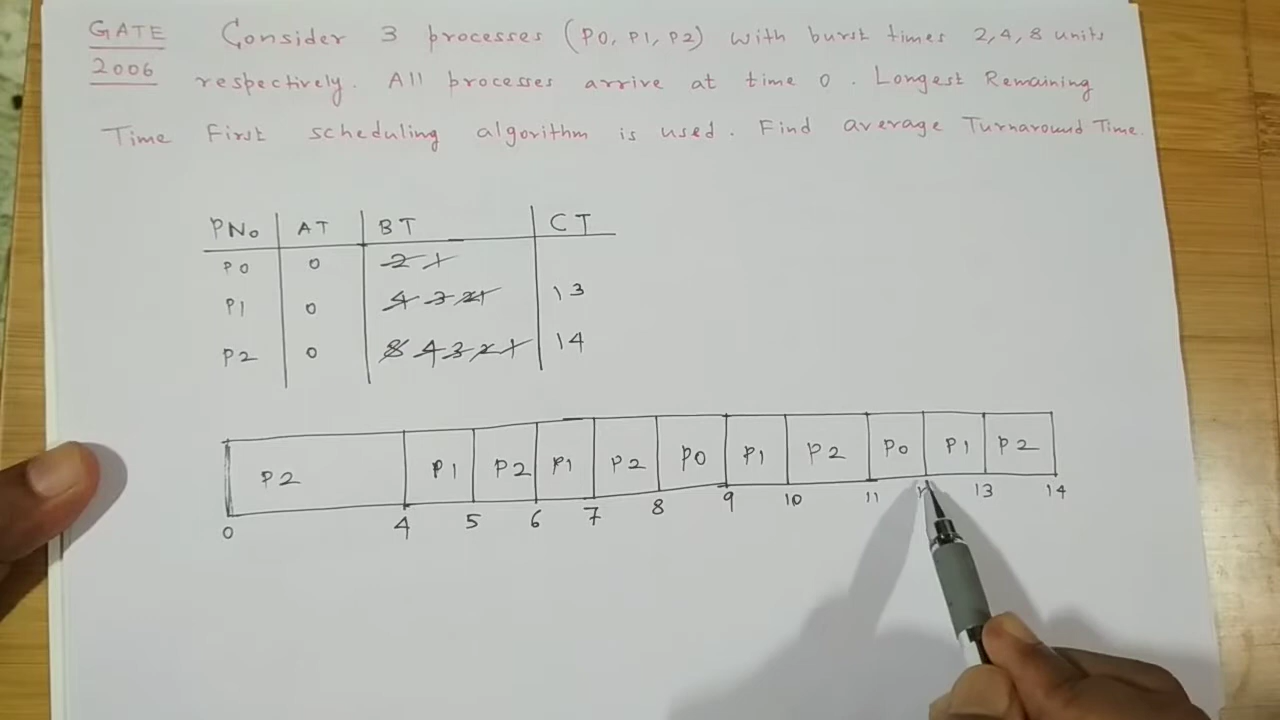 GATE Consider 3 processes (P0, P1, P2) with burst times 2, 4, 8 units
2006 respectively. All processes arrive at time 0. Longest Remaining
Time First scheduling algorithm is used. Find average Turnaround Time.
PNo AT BT CT
P0 0 2 1
P1 0 4 3 2 1 13
P2 0 8 4 3 2 1 14
P2 P1 P2 P1 P2 P0 P1 P2 P0 P1 P2
0 4 5 6 7 8 9 10 11 13 14